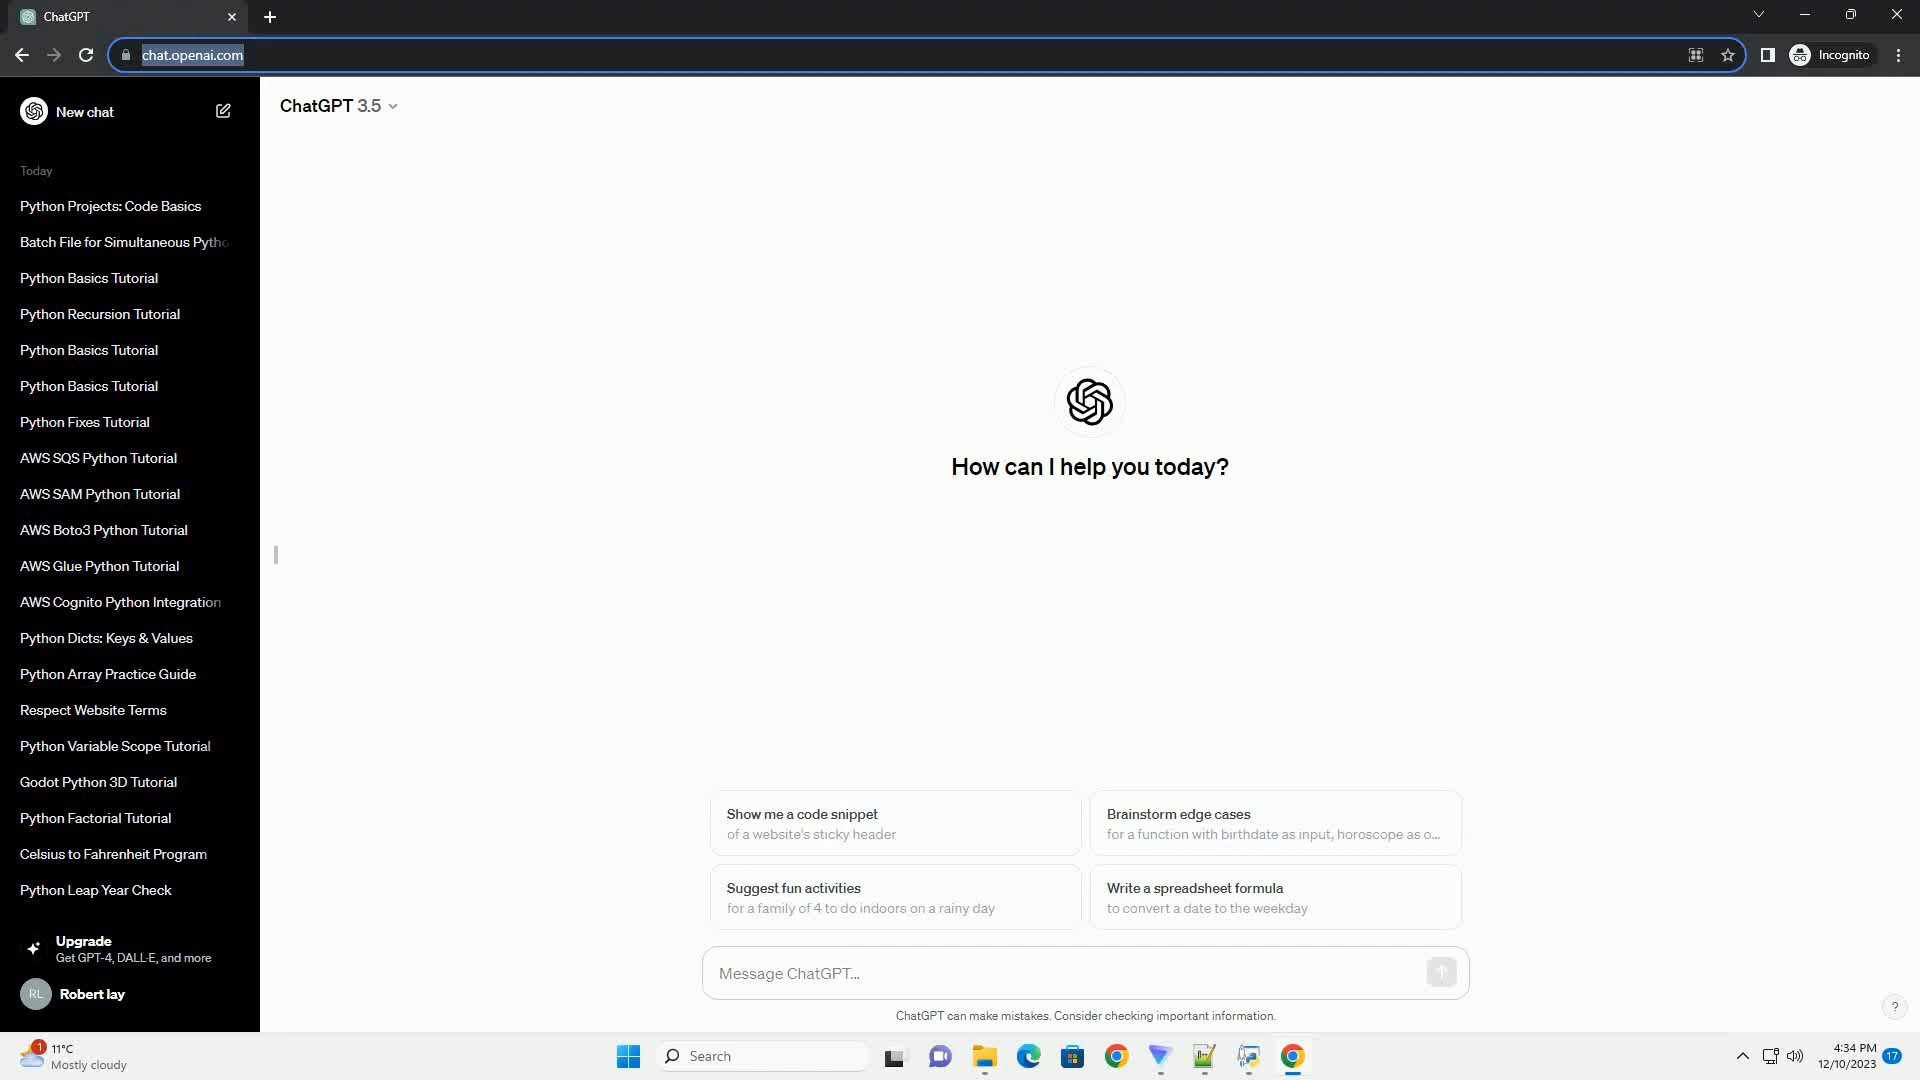 ChatGPT
chat.openai.com
Incognito
New chat
ChatGPT 3.5
Today
Python Projects: Code Basics
Batch File for Simultaneous Pytho
Python Basics Tutorial
Python Recursion Tutorial
Python Basics Tutorial
Python Basics Tutorial
Python Fixes Tutorial
AWS SQS Python Tutorial
AWS SAM Python Tutorial
AWS Boto3 Python Tutorial
AWS Glue Python Tutorial
AWS Cognito Python Integration
Python Dicts: Keys & Values
Python Array Practice Guide
Respect Website Terms
Python Variable Scope Tutorial
Godot Python 3D Tutorial
Python Factorial Tutorial
Celsius to Fahrenheit Program
Python Leap Year Check
Upgrade
Get GPT-4, DALL·E, and more
RL
Robert lay
How can I help you today?
Show me a code snippet
of a website's sticky header
Brainstorm edge cases
for a function with birthdate as input, horoscope as o...
Suggest fun activities
for a family of 4 to do indoors on a rainy day
Write a spreadsheet formula
to convert a date to the weekday
Message ChatGPT...
ChatGPT can make mistakes. Consider checking important information.
?
1
11°C
Mostly cloudy
Search
4:34 PM
12/10/2023
17